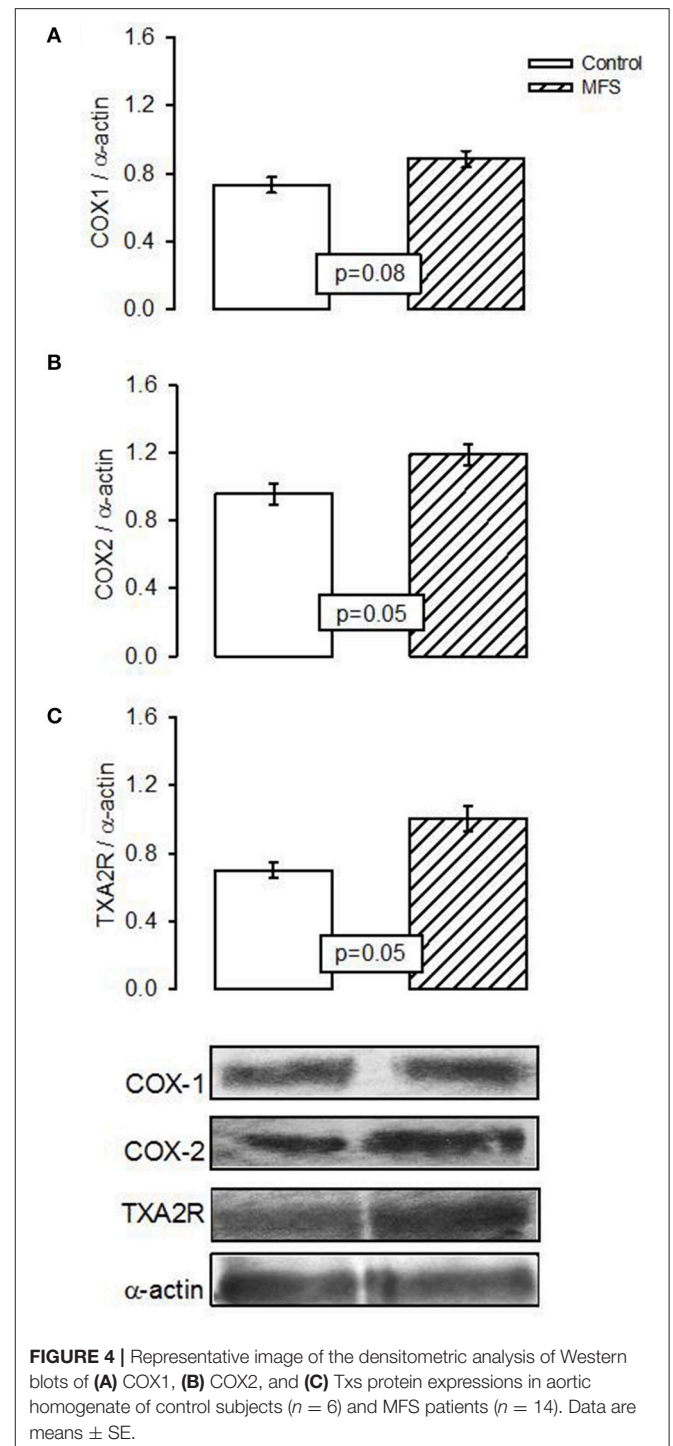 A
1.6
1.2
0.8
0.4
0.0
COX1 / α-actin
Control
MFS
p=0.08
B
1.6
1.2
0.8
0.4
0.0
COX2 / α-actin
p=0.05
C
1.6
1.2
0.8
0.4
0.0
TXA2R / α-actin
p=0.05
COX-1
COX-2
TXA2R
α-actin
FIGURE 4 | Representative image of the densitometric analysis of Western
blots of (A) COX1, (B) COX2, and (C) Txs protein expressions in aortic
homogenate of control subjects (n = 6) and MFS patients (n = 14). Data are
means ± SE.